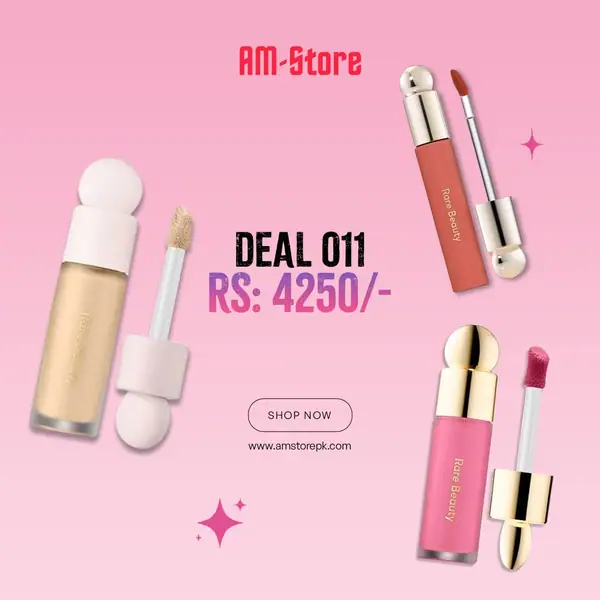 AM-Store
Rare Beauty
DEAL 011
RS: 4250/-
SHOP NOW
www.amstorepk.com
Rare Beauty